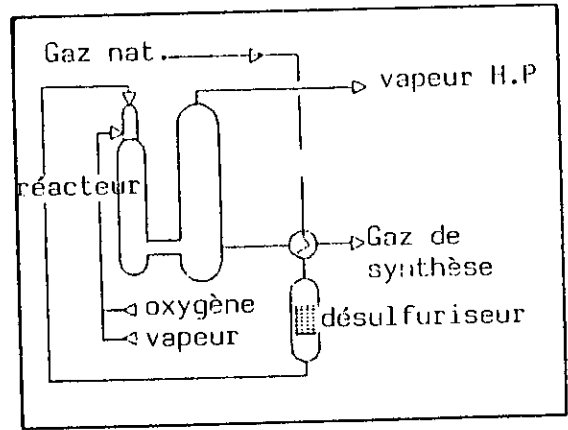 Gaz nat.
vapeur H.P
réacteur
Gaz de
synthèse
oxygène
désulfuriseur
vapeur